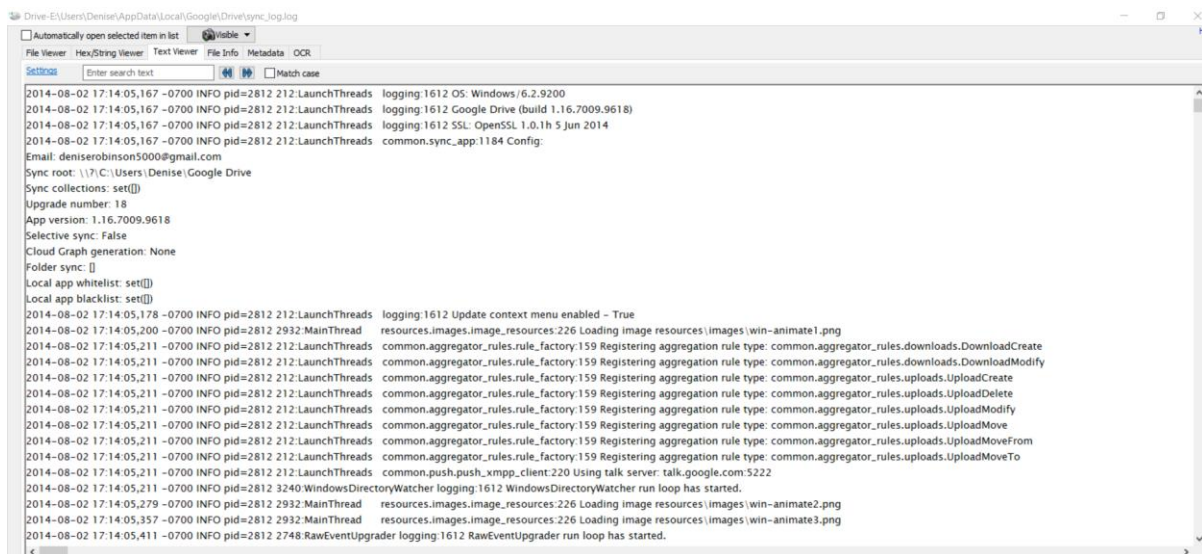 Drive-E:\Users\Denise\AppData\Local\Google\Drive\sync_log.log
Automatically open selected item in list Visible
File Viewer Hex/String Viewer Text Viewer File Info Metadata OCR
Settings Enter search text Match case
2014-08-02 17:14:05,167 -0700 INFO pid=2812 212:LaunchThreads logging:1612 OS: Windows/6.2.9200
2014-08-02 17:14:05,167 -0700 INFO pid=2812 212:LaunchThreads logging:1612 Google Drive (build 1.16.7009.9618)
2014-08-02 17:14:05,167 -0700 INFO pid=2812 212:LaunchThreads logging:1612 SSL: OpenSSL 1.0.1h 5 Jun 2014
2014-08-02 17:14:05,167 -0700 INFO pid=2812 212:LaunchThreads common.sync_app:1184 Config:
Email: deniserobinson5000@gmail.com
Sync root: \\?\C:\Users\Denise\Google Drive
Sync collections: set([])
Upgrade number: 18
App version: 1.16.7009.9618
Selective sync: False
Cloud Graph generation: None
Folder sync: []
Local app whitelist: set([])
Local app blacklist: set([])
2014-08-02 17:14:05,178 -0700 INFO pid=2812 212:LaunchThreads logging:1612 Update context menu enabled - True
2014-08-02 17:14:05,200 -0700 INFO pid=2812 2932:MainThread resources.images.image_resources:226 Loading image resources\images\win-animate1.png
2014-08-02 17:14:05,211 -0700 INFO pid=2812 212:LaunchThreads common.aggregator_rules.rule_factory:159 Registering aggregation rule type: common.aggregator_rules.downloads.DownloadCreate
2014-08-02 17:14:05,211 -0700 INFO pid=2812 212:LaunchThreads common.aggregator_rules.rule_factory:159 Registering aggregation rule type: common.aggregator_rules.downloads.DownloadModify
2014-08-02 17:14:05,211 -0700 INFO pid=2812 212:LaunchThreads common.aggregator_rules.rule_factory:159 Registering aggregation rule type: common.aggregator_rules.uploads.UploadCreate
2014-08-02 17:14:05,211 -0700 INFO pid=2812 212:LaunchThreads common.aggregator_rules.rule_factory:159 Registering aggregation rule type: common.aggregator_rules.uploads.UploadDelete
2014-08-02 17:14:05,211 -0700 INFO pid=2812 212:LaunchThreads common.aggregator_rules.rule_factory:159 Registering aggregation rule type: common.aggregator_rules.uploads.UploadModify
2014-08-02 17:14:05,211 -0700 INFO pid=2812 212:LaunchThreads common.aggregator_rules.rule_factory:159 Registering aggregation rule type: common.aggregator_rules.uploads.UploadMove
2014-08-02 17:14:05,211 -0700 INFO pid=2812 212:LaunchThreads common.aggregator_rules.rule_factory:159 Registering aggregation rule type: common.aggregator_rules.uploads.UploadMoveFrom
2014-08-02 17:14:05,211 -0700 INFO pid=2812 212:LaunchThreads common.aggregator_rules.rule_factory:159 Registering aggregation rule type: common.aggregator_rules.uploads.UploadMoveTo
2014-08-02 17:14:05,211 -0700 INFO pid=2812 212:LaunchThreads common.push.push_xmpp_client:220 Using talk server: talk.google.com:5222
2014-08-02 17:14:05,211 -0700 INFO pid=2812 3240:WindowsDirectoryWatcher logging:1612 WindowsDirectoryWatcher run loop has started.
2014-08-02 17:14:05,279 -0700 INFO pid=2812 2932:MainThread resources.images.image_resources:226 Loading image resources\images\win-animate2.png
2014-08-02 17:14:05,357 -0700 INFO pid=2812 2932:MainThread resources.images.image_resources:226 Loading image resources\images\win-animate3.png
2014-08-02 17:14:05,411 -0700 INFO pid=2812 2748:RawEventUpgrader logging:1612 RawEventUpgrader run loop has started.